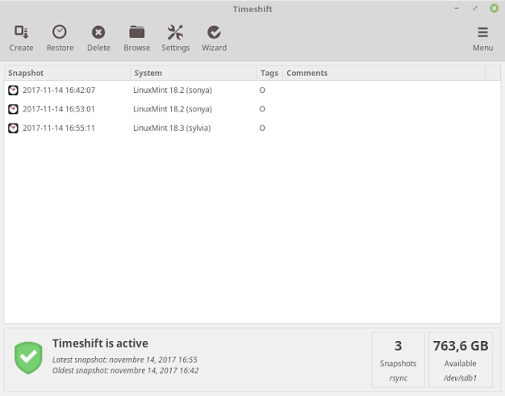 Timeshift
Create Restore Delete Browse Settings Wizard Menu
Snapshot System Tags Comments
2017-11-14 16:42:07 LinuxMint 18.2 (sonya) O
2017-11-14 16:53:01 LinuxMint 18.2 (sonya) O
2017-11-14 16:55:11 LinuxMint 18.3 (sylvia) O
Timeshift is active
Latest snapshot: novembre 14, 2017 16:55
Oldest snapshot: novembre 14, 2017 16:42
3
Snapshots
rsync
763,6 GB
Available
/dev/sdb1